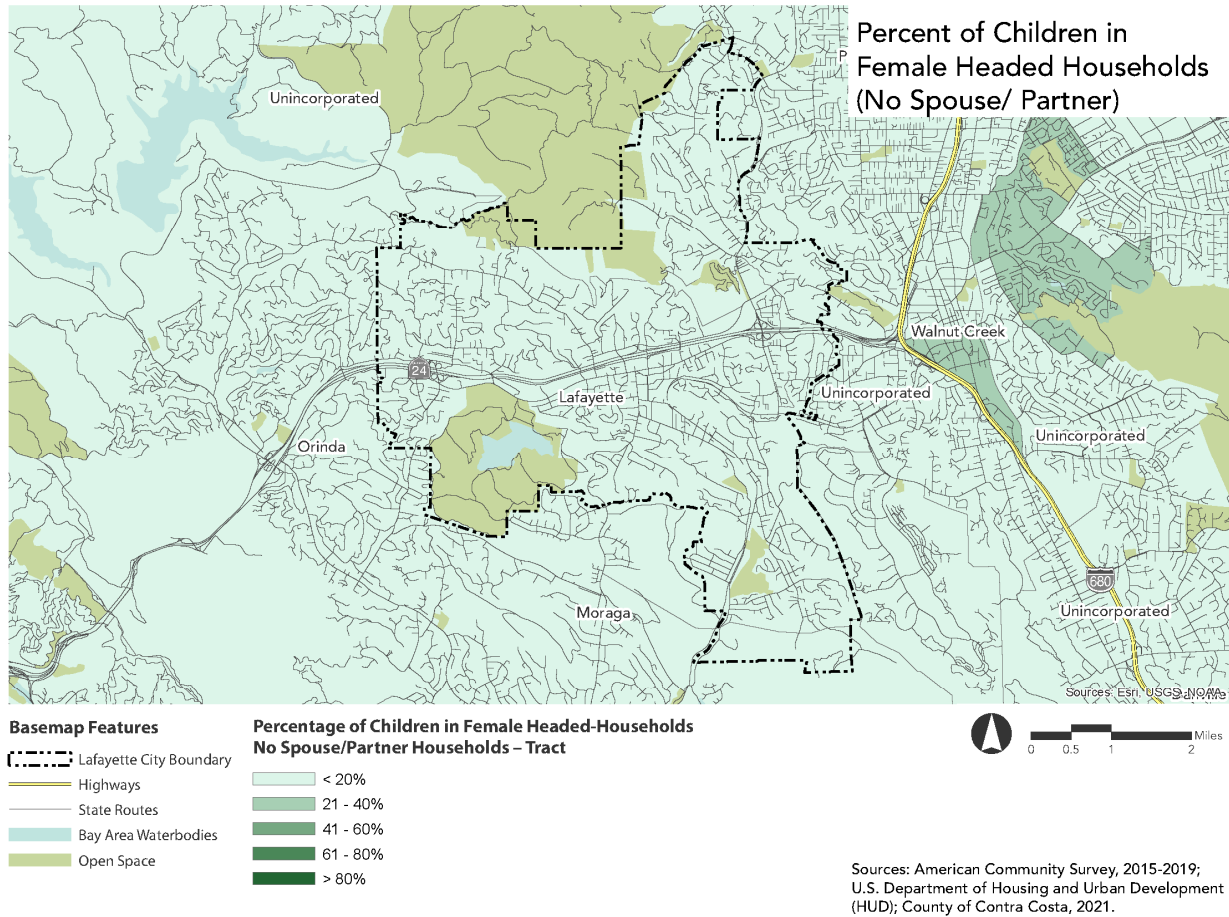 Percent of Children in
Female Headed Households
(No Spouse/ Partner)
P
Unincorporated
Walnut Creek
24
Lafayette
Unincorporated
Orinda
Unincorporated
680
Moraga
Unincorporated
Sources: Esri, USGS, NOAA
Basemap Features
Lafayette City Boundary
Highways
State Routes
Bay Area Waterbodies
Open Space
Percentage of Children in Female Headed-Households
No Spouse/Partner Households – Tract
< 20%
21 - 40%
41 - 60%
61 - 80%
> 80%
Miles
0 0.5 1 2
Sources: American Community Survey, 2015-2019;
U.S. Department of Housing and Urban Development
(HUD); County of Contra Costa, 2021.